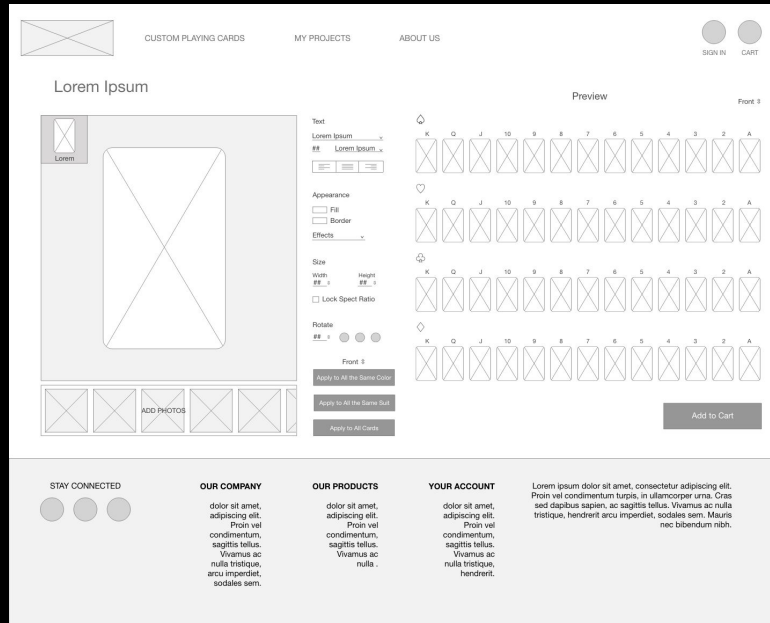 CUSTOM PLAYING CARDS
MY PROJECTS
ABOUT US
SIGN IN
CART
Lorem Ipsum
Lorem
ADD PHOTOS
Text
Lorem Ipsum
## Lorem Ipsum
Appearance
Fill
Border
Effects
Size
Width Height
## ##
Lock Spect Ratio
Rotate
##
Front
Apply to All the Same Color
Apply to All the Same Suit
Apply to All Cards
Preview
Front
K Q J 10 9 8 7 6 5 4 3 2 A
K Q J 10 9 8 7 6 5 4 3 2 A
K Q J 10 9 8 7 6 5 4 3 2 A
K Q J 10 9 8 7 6 5 4 3 2 A
Add to Cart
STAY CONNECTED
OUR COMPANY
dolor sit amet,
adipiscing elit.
Proin vel
condimentum,
sagittis tellus.
Vivamus ac
nulla tristique,
arcu imperdiet,
sodales sem.
OUR PRODUCTS
dolor sit amet,
adipiscing elit.
Proin vel
condimentum,
sagittis tellus.
Vivamus ac
nulla .
YOUR ACCOUNT
dolor sit amet,
adipiscing elit.
Proin vel
condimentum,
sagittis tellus.
Vivamus ac
nulla tristique,
hendrerit.
Lorem ipsum dolor sit amet, consectetur adipiscing elit.
Proin vel condimentum turpis, in ullamcorper urna. Cras
sed dapibus sapien, ac sagittis tellus. Vivamus ac nulla
tristique, hendrerit arcu imperdiet, sodales sem. Mauris
nec bibendum nibh.